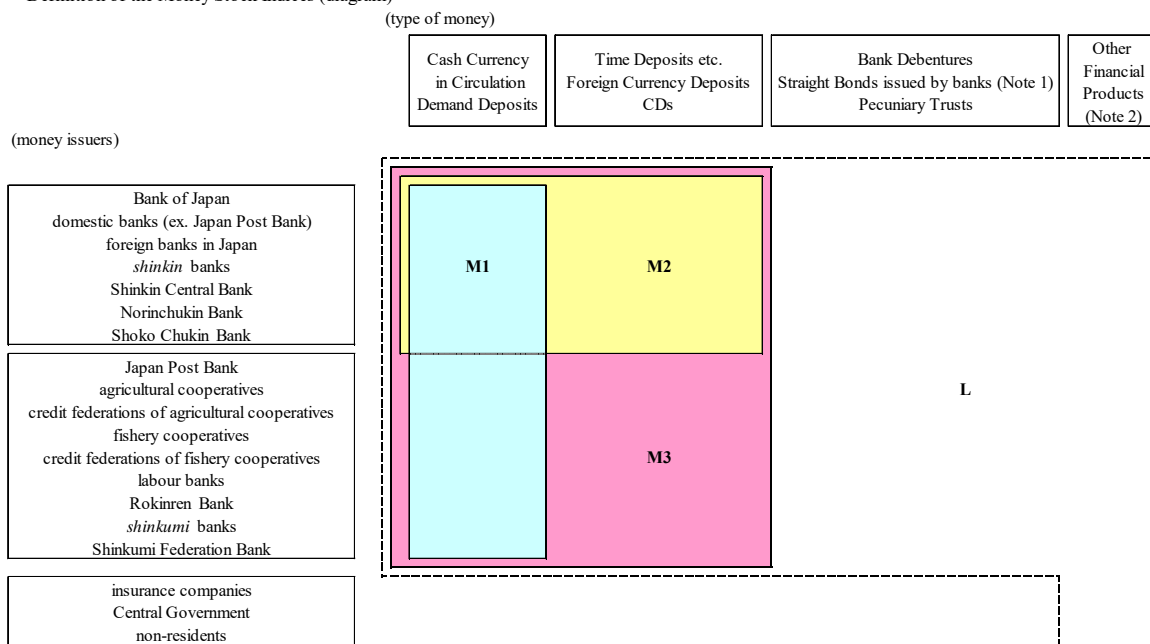 Definition of the Money Stock Indices (diagram)
(type of money)
Cash Currency
in Circulation
Demand Deposits
Time Deposits etc.
Foreign Currency Deposits
CDs
Bank Debentures
Straight Bonds issued by banks (Note 1)
Pecuniary Trusts
Other
Financial
Products
(Note 2)
(money issuers)
Bank of Japan
domestic banks (ex. Japan Post Bank)
foreign banks in Japan
shinkin banks
Shinkin Central Bank
Norinchukin Bank
Shoko Chukin Bank
M1
M2
Japan Post Bank
agricultural cooperatives
credit federations of agricultural cooperatives
fishery cooperatives
credit federations of fishery cooperatives
labour banks
Rokinren Bank
shinkumi banks
Shinkumi Federation Bank
M3
L
insurance companies
Central Government
non-residents